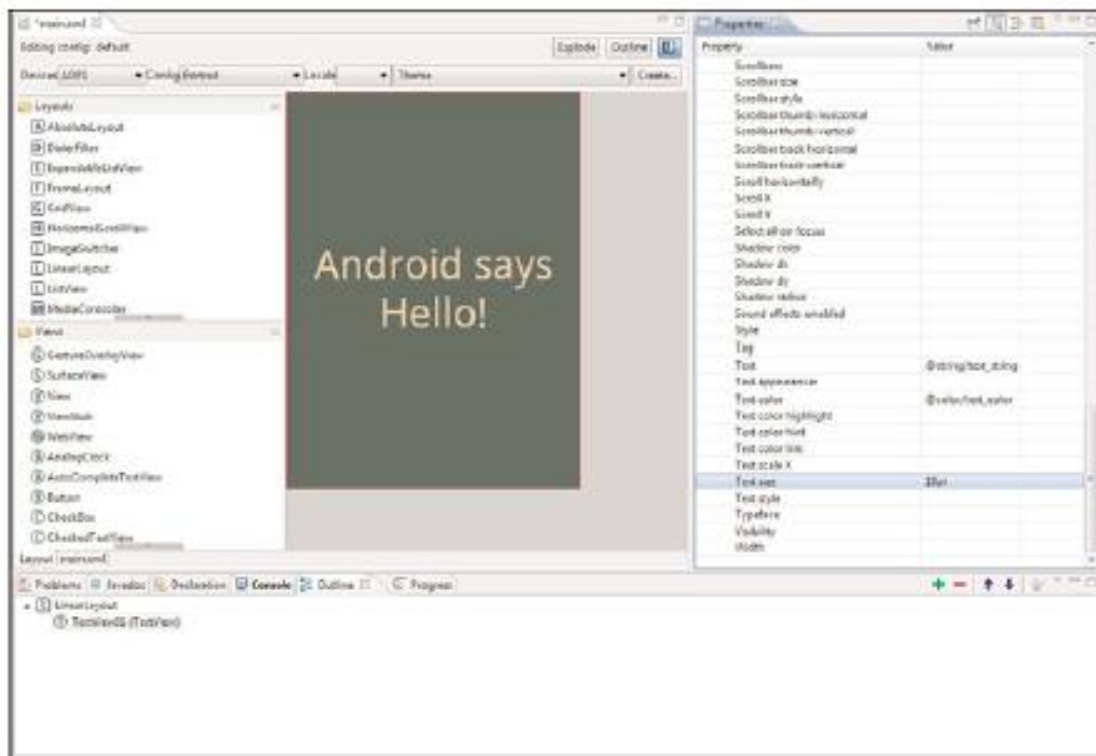 *main.xml
Editing config: default
Explode
Outline
Devices ADP1
Config Portrait
Locale
Theme
Create...
Layouts
AbsoluteLayout
DialerFilter
ExpandableListView
FrameLayout
GridView
HorizontalScrollView
ImageSwitcher
LinearLayout
ListView
MediaController
Views
GestureOverlayView
SurfaceView
View
ViewStub
WebView
AnalogClock
AutoCompleteTextView
Button
CheckBox
CheckedTextView
Layout main.xml
Android says
Hello!
Properties
Property Value
Scrollbars
Scrollbar size
Scrollbar style
Scrollbar thumb horizontal
Scrollbar thumb vertical
Scrollbar track horizontal
Scrollbar track vertical
Scroll horizontally
Scroll X
Scroll Y
Select all on focus
Shadow color
Shadow dx
Shadow dy
Shadow radius
Sound effects enabled
Style
Tag
Text @string/text_string
Text appearance
Text color @color/text_color
Text color highlight
Text color hint
Text color link
Text scale X
Text size
Text style
Typeface
Visibility
Width
Problems Javadoc Declaration Console Outline Progress
LinearLayout
(TextView)